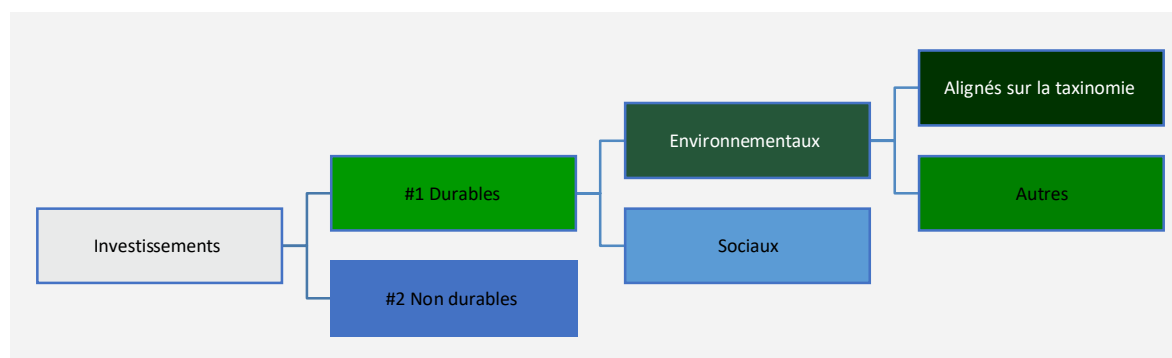 Investissements
#1 Durables
#2 Non durables
Environnementaux
Sociaux
Alignés sur la taxinomie
Autres